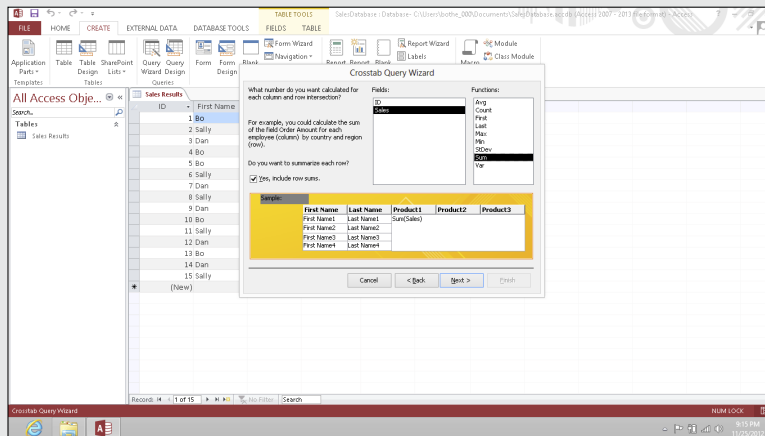 TABLE TOOLS
SalesDatabase : Database- C:\Users\bothe_000\Documents\SalesDatabase.accdb (Access 2007 - 2013 file format) - Access
FILE HOME CREATE EXTERNAL DATA DATABASE TOOLS FIELDS TABLE
Application Parts
Table
Table Design
SharePoint Lists
Query Wizard
Query Design
Form
Form Design
Blank
Form Wizard
Navigation
Report
Report
Blank
Report Wizard
Labels
Macro
Module
Class Module
Templates Tables Queries
All Access Obje...
Search...
Tables
Sales Results
Sales Results
ID First Name
1 Bo
2 Sally
3 Dan
4 Bo
5 Bo
6 Sally
7 Dan
8 Sally
9 Dan
10 Bo
11 Sally
12 Dan
13 Bo
14 Dan
15 Sally
(New)
Crosstab Query Wizard
What number do you want calculated for
each column and row intersection?
For example, you could calculate the sum
of the field Order Amount for each
employee (column) by country and region
(row).
Do you want to summarize each row?
Yes, include row sums.
Fields:
ID
Sales
Functions:
Avg
Count
First
Last
Max
Min
StDev
Sum
Var
Sample:
First Name Last Name Product1 Product2 Product3
First Name1 Last Name1 Sum(Sales)
First Name2 Last Name2
First Name3 Last Name3
First Name4 Last Name4
Cancel < Back Next > Finish
Record: 1 of 15 No Filter Search
Crosstab Query Wizard NUM LOCK
9:15 PM
11/25/2012